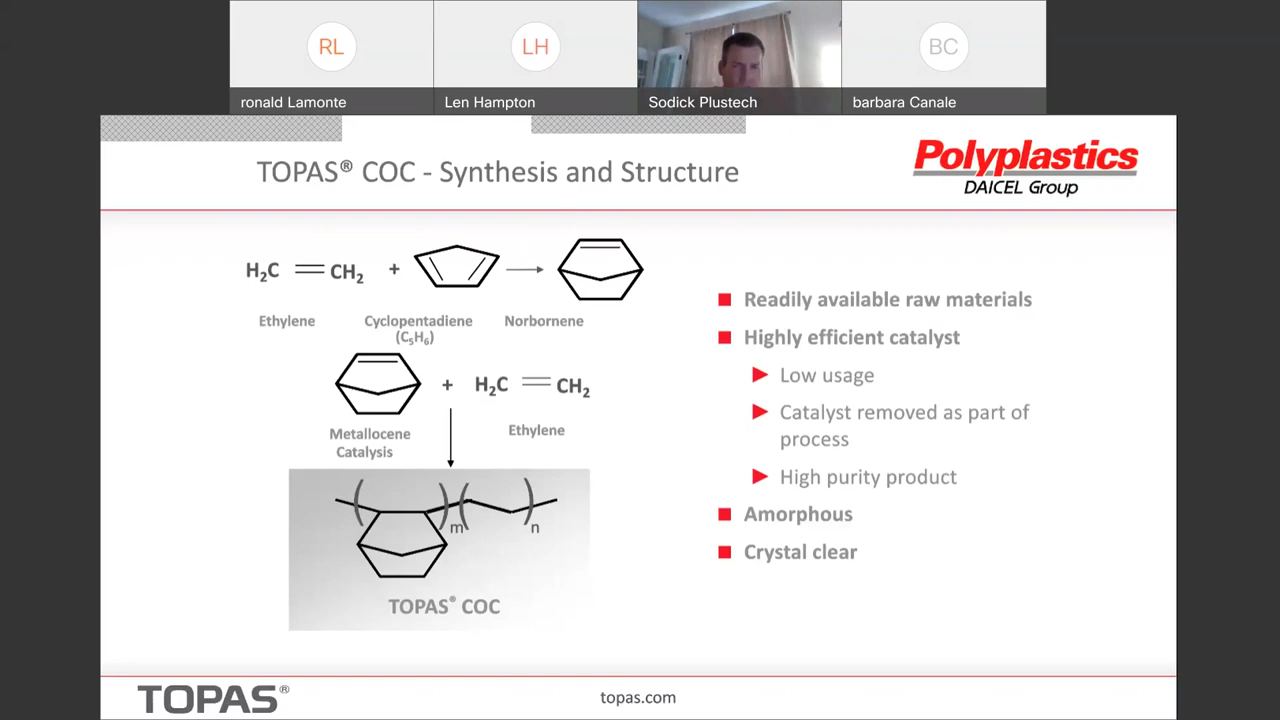 RL
LH
BC
ronald Lamonte
Len Hampton
Sodick Plustech
barbara Canale
TOPAS® COC - Synthesis and Structure
Polyplastics
DAICEL Group
H₂C
CH₂
+
Ethylene
Cyclopentadiene
(C₅H₆)
Norbornene
+
H₂C
CH₂
Metallocene
Catalysis
Ethylene
m
n
TOPAS® COC
Readily available raw materials
Highly efficient catalyst
Low usage
Catalyst removed as part of
process
High purity product
Amorphous
Crystal clear
TOPAS®
topas.com